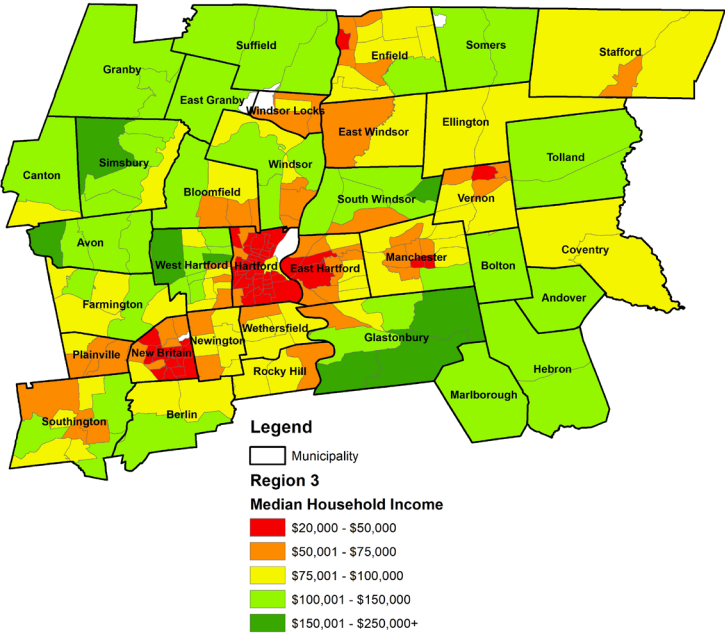 Suffield
Somers
Stafford
Enfield
Granby
East Granby
Windsor Locks
Ellington
East Windsor
Tolland
Simsbury
Windsor
Canton
Bloomfield
South Windsor
Vernon
Avon
Coventry
West Hartford
Hartford
East Hartford
Manchester
Bolton
Andover
Farmington
Wethersfield
Glastonbury
Newington
Plainville
New Britain
Rocky Hill
Hebron
Marlborough
Berlin
Southington
Legend
Municipality
Region 3
Median Household Income
$20,000 - $50,000
$50,001 - $75,000
$75,001 - $100,000
$100,001 - $150,000
$150,001 - $250,000+